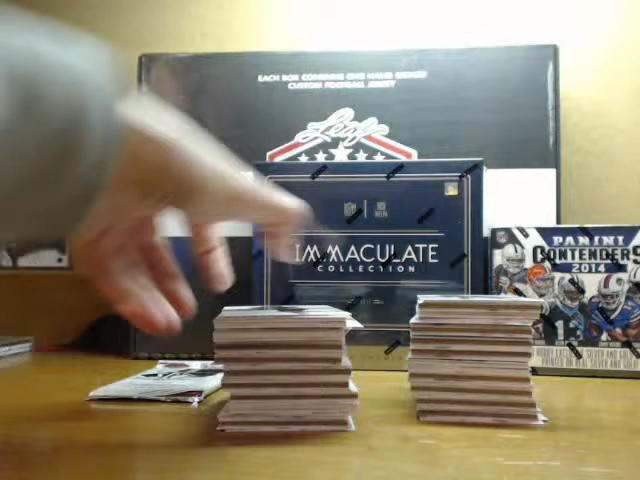 EACH BOX CONTAINS ONE HAND SIGNED
CUSTOM FOOTBALL JERSEY
Leaf
IMMACULATE
COLLECTION
PANINI
CONTENDERS
2014